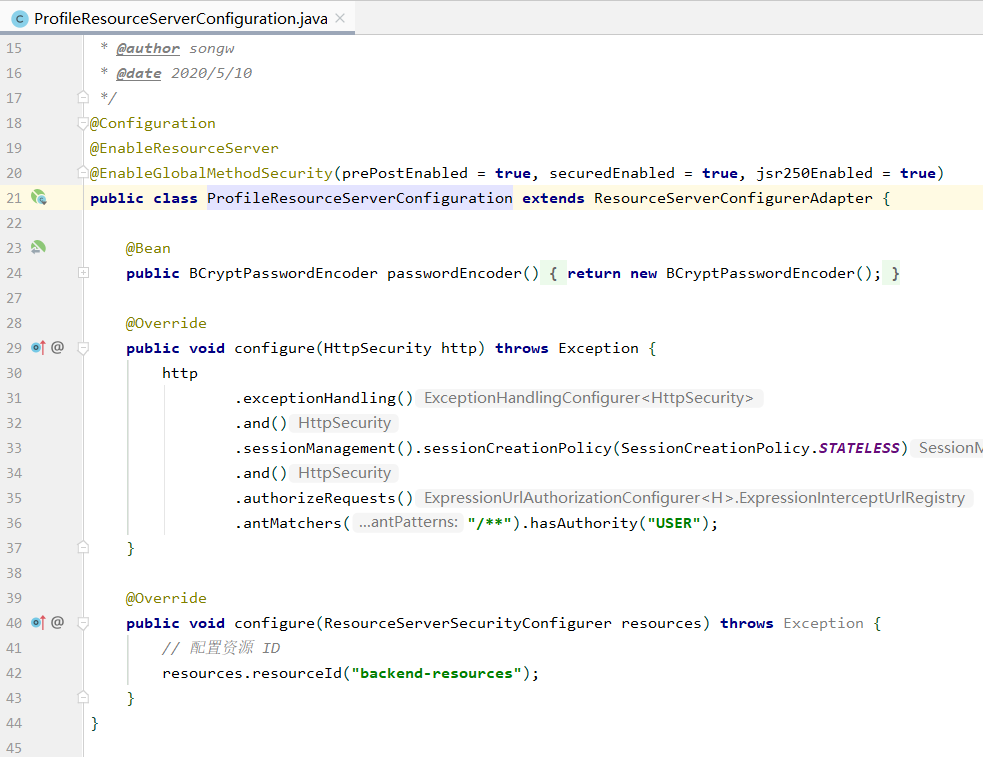 C ProfileResourceServerConfiguration.java ×
15 * @author songw
16 * @date 2020/5/10
17 */
18 @Configuration
19 @EnableResourceServer
20 @EnableGlobalMethodSecurity(prePostEnabled = true, securedEnabled = true, jsr250Enabled = true)
21 public class ProfileResourceServerConfiguration extends ResourceServerConfigurerAdapter {
22
23 @Bean
24 public BCryptPasswordEncoder passwordEncoder() { return new BCryptPasswordEncoder(); }
27
28 @Override
29 @ public void configure(HttpSecurity http) throws Exception {
30 http
31 .exceptionHandling() ExceptionHandlingConfigurer<HttpSecurity>
32 .and() HttpSecurity
33 .sessionManagement().sessionCreationPolicy(SessionCreationPolicy.STATELESS) SessionM
34 .and() HttpSecurity
35 .authorizeRequests() ExpressionUrlAuthorizationConfigurer<H>.ExpressionInterceptUrlRegistry
36 .antMatchers( ...antPatterns: "/**").hasAuthority("USER");
37 }
38
39 @Override
40 @ public void configure(ResourceServerSecurityConfigurer resources) throws Exception {
41 // 配置资源 ID
42 resources.resourceId("backend-resources");
43 }
44 }
45